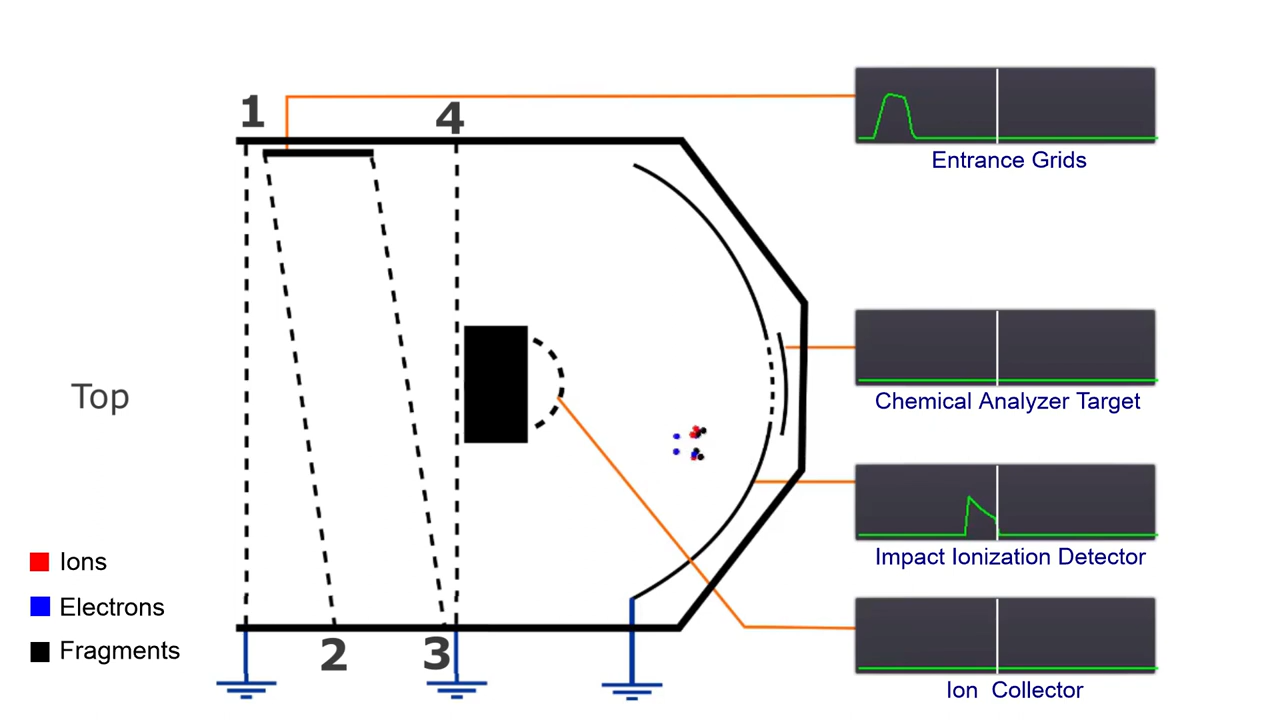 1
4
Entrance Grids
Top
Chemical Analyzer Target
Impact Ionization Detector
Ions
Electrons
Fragments
2
3
Ion Collector